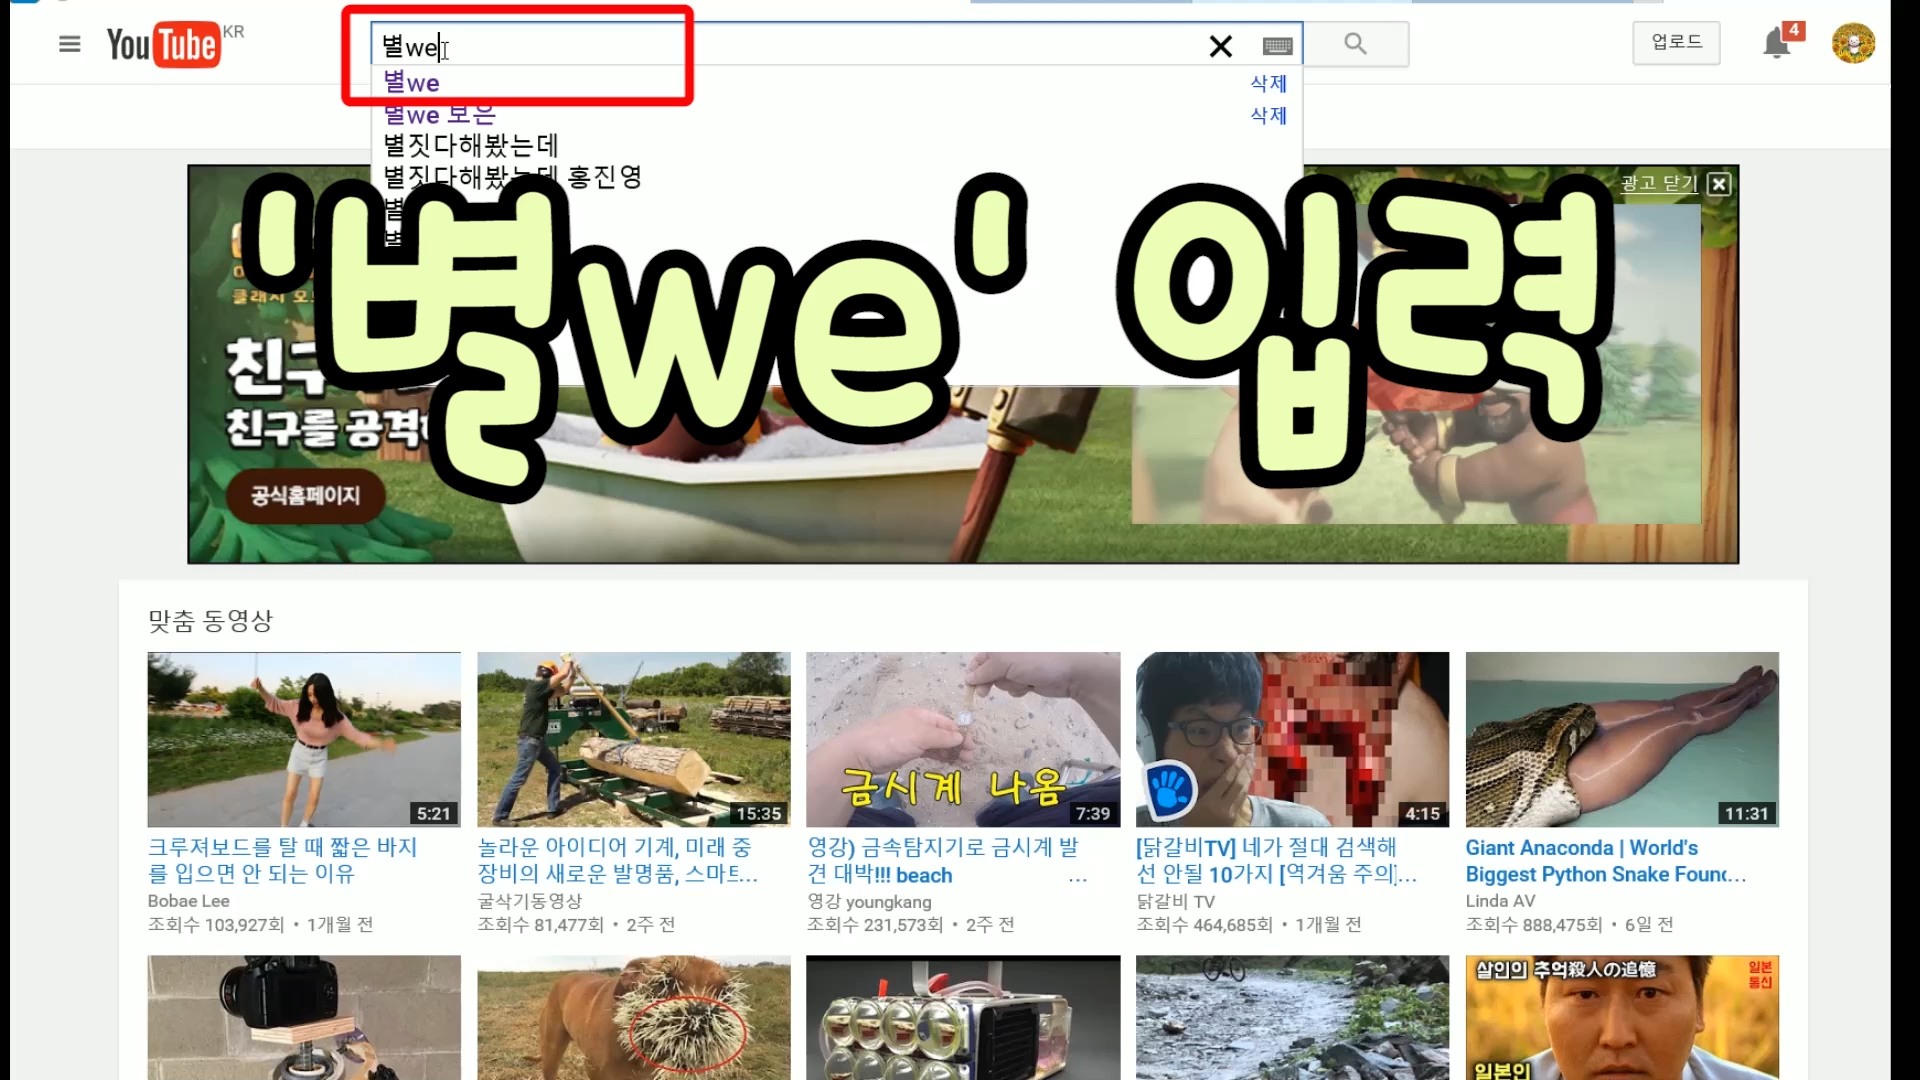 YouTube KR
별we
업로드
4
별we 삭제
별we 보은 삭제
별짓다해봤는데
별짓다해봤는데 홍진영
광고 닫기
'별we' 입력
친구를 공격
공식홈페이지
맞춤 동영상
5:21
15:35
금시계 나옴
7:39
4:15
11:31
크루져보드를 탈 때 짧은 바지
를 입으면 안 되는 이유
Bobae Lee
조회수 103,927회 • 1개월 전
놀라운 아이디어 기계, 미래 중
장비의 새로운 발명품, 스마트...
굴삭기동영상
조회수 81,477회 • 2주 전
영강) 금속탐지기로 금시계 발
견 대박!!! beach ...
영강 youngkang
조회수 231,573회 • 2주 전
[닭갈비TV] 네가 절대 검색해
선 안될 10가지 [역겨움 주의]...
닭갈비 TV
조회수 464,685회 • 1개월 전
Giant Anaconda | World's
Biggest Python Snake Found...
Linda AV
조회수 888,475회 • 6일 전
살인의 추억殺人の追憶
일본
통신
일본인